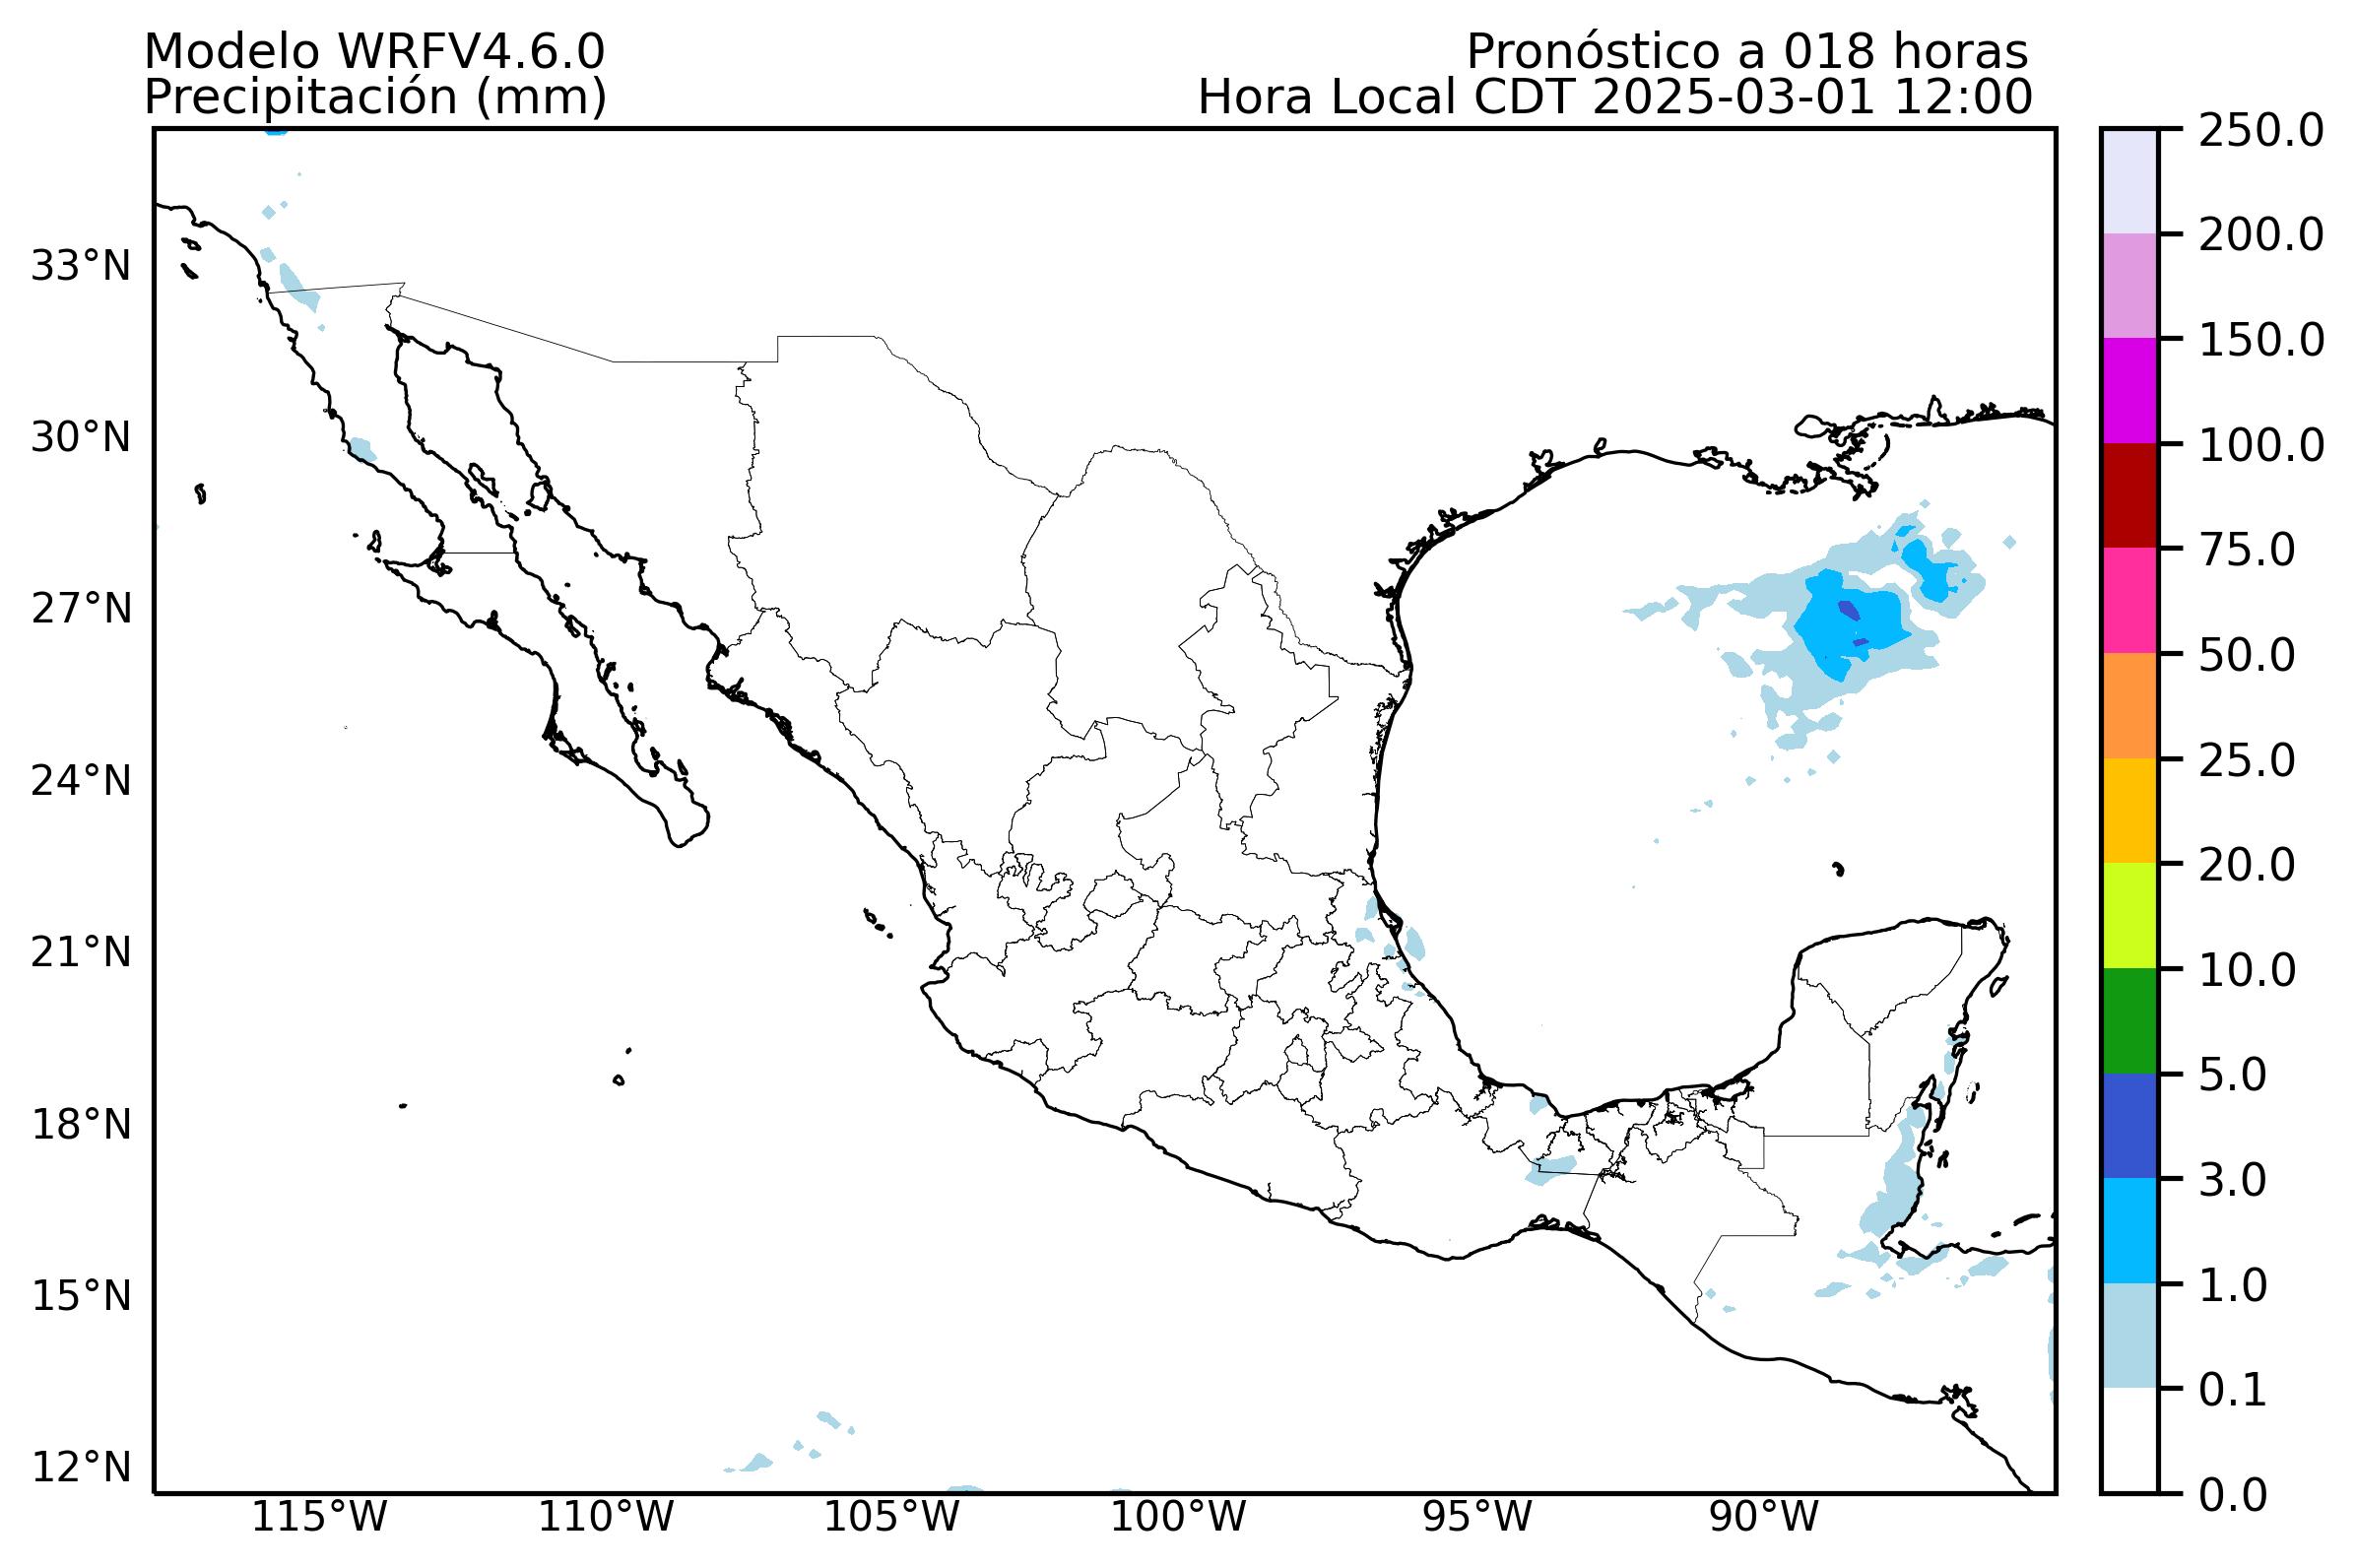 Modelo WRFV4.6.0
Precipitación (mm)
Pronóstico a 018 horas
Hora Local CDT 2025-03-01 12:00
33°N
30°N
27°N
24°N
21°N
18°N
15°N
12°N
115°W
110°W
105°W
100°W
95°W
90°W
250.0
200.0
150.0
100.0
75.0
50.0
25.0
20.0
10.0
5.0
3.0
1.0
0.1
0.0